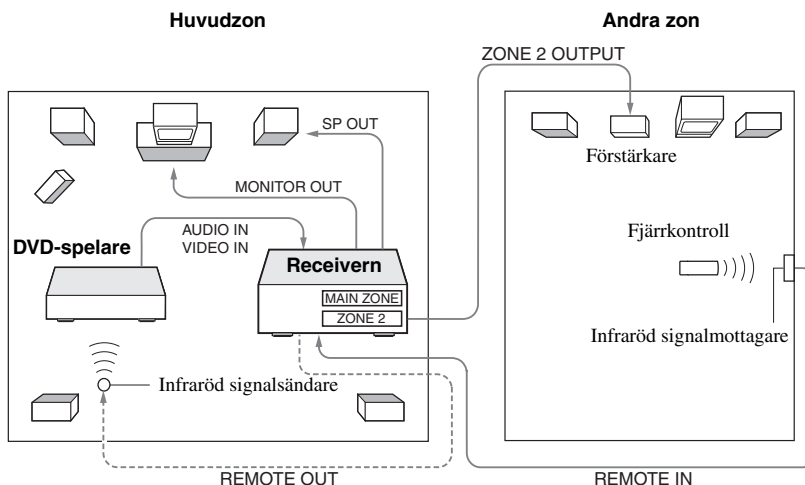 Huvudzon
Andra zon
ZONE 2 OUTPUT
SP OUT
Förstärkare
MONITOR OUT
AUDIO IN
VIDEO IN
DVD-spelare
Receivern
Fjärrkontroll
MAIN ZONE
ZONE 2
Infraröd signalmottagare
Infraröd signalsändare
REMOTE OUT
REMOTE IN